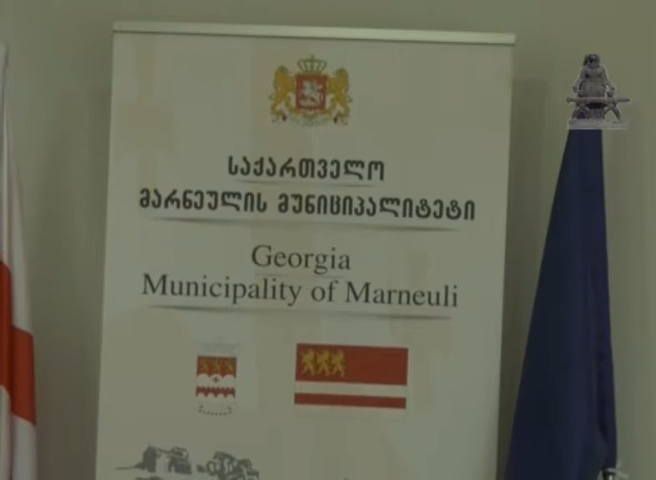 საქართველო
მარნეულის მუნიციპალიტეტი
Georgia
Municipality of Marneuli